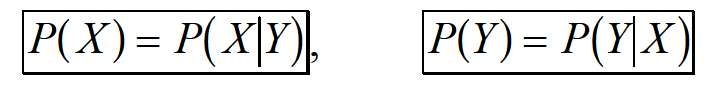 P(X) = P(X|Y), P(Y) = P(Y|X)